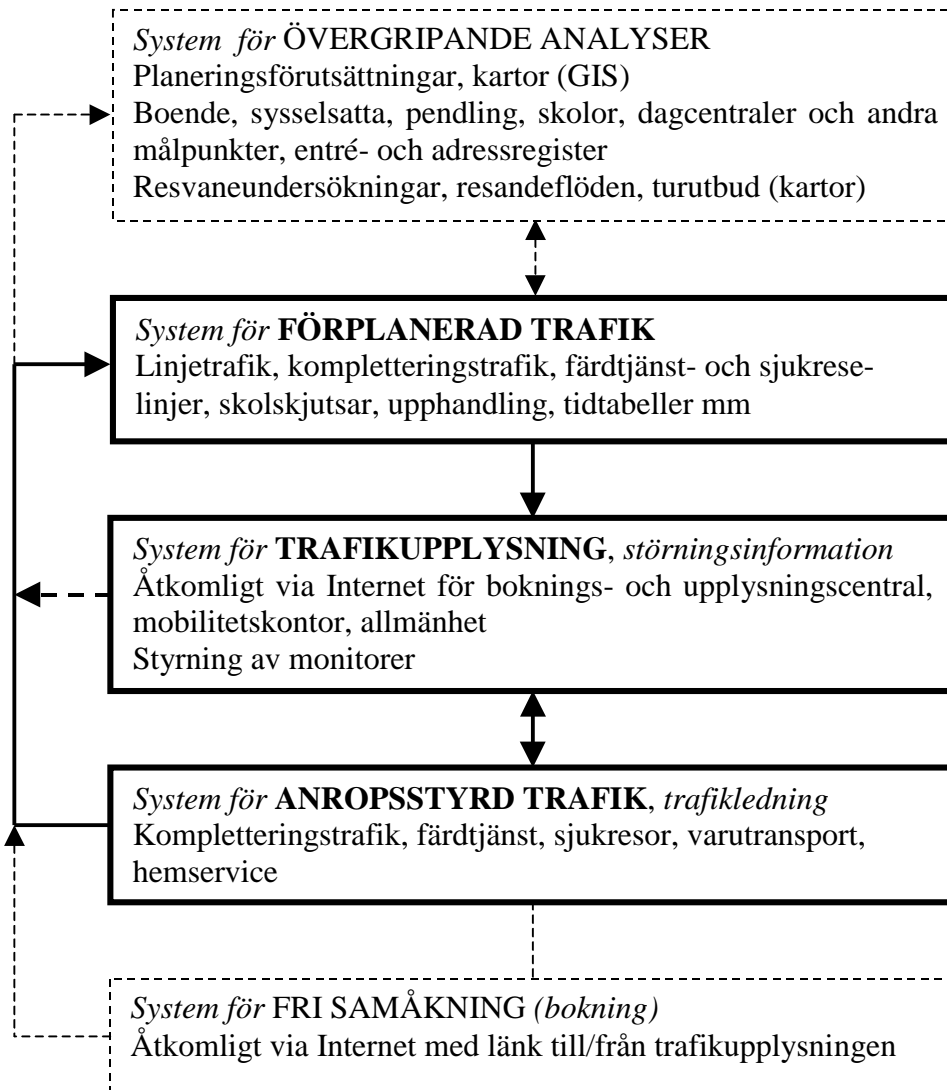 System för ÖVERGRIPANDE ANALYSER
Planeringsförutsättningar, kartor (GIS)
Boende, sysselsatta, pendling, skolor, dagcentraler och andra
målpunkter, entré- och adressregister
Resvaneundersökningar, resandeflöden, turutbud (kartor)
System för FÖRPLANERAD TRAFIK
Linjetrafik, kompletteringstrafik, färdtjänst- och sjukrese-
linjer, skolskjutsar, upphandling, tidtabeller mm
System för TRAFIKUPPLYSNING, störningsinformation
Åtkomligt via Internet för boknings- och upplysningscentral,
mobilitetskontor, allmänhet
Styrning av monitorer
System för ANROPSSTYRD TRAFIK, trafikledning
Kompletteringstrafik, färdtjänst, sjukresor, varutransport,
hemservice
System för FRI SAMÅKNING (bokning)
Åtkomligt via Internet med länk till/från trafikupplysningen